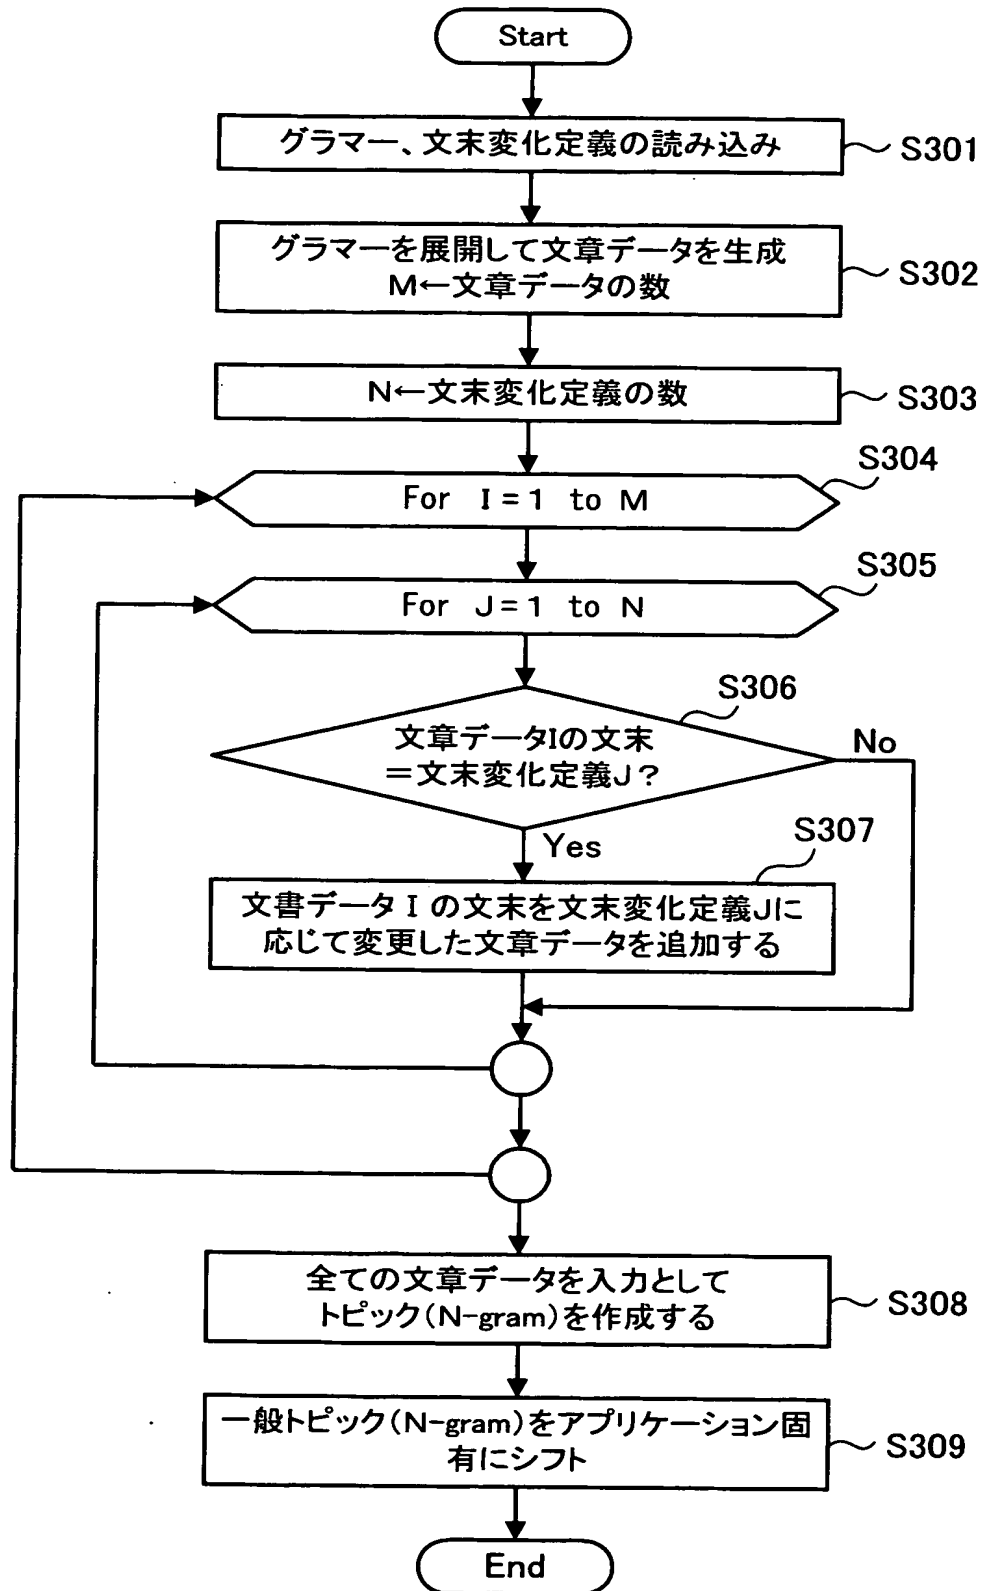 Start
グラマー、文末変化定義の読み込み
S301
グラマーを展開して文章データを生成
M←文章データの数
S302
N←文末変化定義の数
S303
S304
For I=1 to M
S305
For J=1 to N
S306
文章データIの文末
=文末変化定義J?
No
Yes
S307
文書データIの文末を文末変化定義Jに
応じて変更した文章データを追加する
全ての文章データを入力として
トピック(N-gram)を作成する
S308
一般トピック(N-gram)をアプリケーション固
有にシフト
S309
End